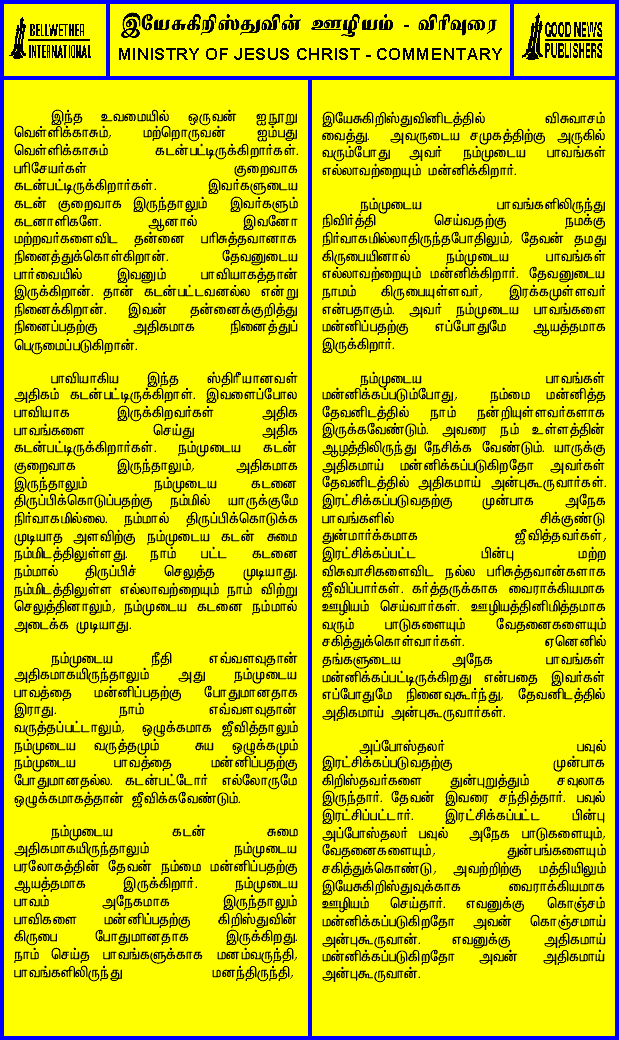 BELLWETHER
INTERNATIONAL
இயேசுகிறிஸ்துவின் ஊழியம் - விரிவுரை
MINISTRY OF JESUS CHRIST - COMMENTARY
GOOD NEWS
PUBLISHERS
இந்த உவமையில் ஒருவன் ஐநூறு
வெள்ளிக்காசும், மற்றொருவன் ஐம்பது
வெள்ளிக்காசும் கடன்பட்டிருக்கிறார்கள்.
பரிசேயர்கள் குறைவாக
கடன்பட்டிருக்கிறார்கள். இவர்களுடைய
கடன் குறைவாக இருந்தாலும் இவர்களும்
கடனாளிகளே. ஆனால் இவனோ
மற்றவர்களைவிட தன்னை பரிசுத்தவானாக
நினைத்துக்கொள்கிறான். தேவனுடைய
பார்வையில் இவனும் பாவியாகத்தான்
இருக்கிறான். தான் கடன்பட்டவனல்ல என்று
நினைக்கிறான். இவன் தன்னைக்குறித்து
நினைப்பதற்கு அதிகமாக நினைத்துப்
பெருமைப்படுகிறான்.
பாவியாகிய இந்த ஸ்திரீயானவள்
அதிகம் கடன்பட்டிருக்கிறாள். இவளைப்போல
பாவியாக இருக்கிறவர்கள் அதிக
பாவங்களை செய்து அதிக
கடன்பட்டிருக்கிறார்கள். நம்முடைய கடன்
குறைவாக இருந்தாலும், அதிகமாக
இருந்தாலும் நம்முடைய கடனை
திருப்பிக்கொடுப்பதற்கு நம்மில் யாருக்குமே
நிர்வாகமில்லை. நம்மால் திருப்பிக்கொடுக்க
முடியாத அளவிற்கு நம்முடைய கடன் சுமை
நம்மிடத்திலுள்ளது. நாம் பட்ட கடனை
நம்மால் திருப்பிச் செலுத்த முடியாது.
நம்மிடத்திலுள்ள எல்லாவற்றையும் நாம் விற்று
செலுத்தினாலும், நம்முடைய கடனை நம்மால்
அடைக்க முடியாது.
நம்முடைய நீதி எவ்வளவுதான்
அதிகமாகயிருந்தாலும் அது நம்முடைய
பாவத்தை மன்னிப்பதற்கு போதுமானதாக
இராது. நாம் எவ்வளவுதான்
வருத்தப்பட்டாலும், ஒழுக்கமாக ஜீவித்தாலும்
நம்முடைய வருத்தமும் சுய ஒழுக்கமும்
நம்முடைய பாவத்தை மன்னிப்பதற்கு
போதுமானதல்ல. கடன்பட்டோர் எல்லோருமே
ஒழுக்கமாகத்தான் ஜீவிக்கவேண்டும்.
நம்முடைய கடன் சுமை
அதிகமாகயிருந்தாலும் நம்முடைய
பரலோகத்தின் தேவன் நம்மை மன்னிப்பதற்கு
ஆயத்தமாக இருக்கிறார். நம்முடைய
பாவம் அநேகமாக இருந்தாலும்
பாவிகளை மன்னிப்பதற்கு கிறிஸ்துவின்
கிருபை போதுமானதாக இருக்கிறது.
நாம் செய்த பாவங்களுக்காக மனம்வருந்தி,
பாவங்களிலிருந்து மனந்திருந்தி,
இயேசுகிறிஸ்துவினிடத்தில் விசுவாசம்
வைத்து. அவருடைய சமுகத்திற்கு அருகில்
வரும்போது அவர் நம்முடைய பாவங்கள்
எல்லாவற்றையும் மன்னிக்கிறார்.
நம்முடைய பாவங்களிலிருந்து
நிவிர்த்தி செய்வதற்கு நமக்கு
நிர்வாகமில்லாதிருந்தபோதிலும், தேவன் தமது
கிருபையினால் நம்முடைய பாவங்கள்
எல்லாவற்றையும் மன்னிக்கிறார். தேவனுடைய
நாமம் கிருபையுள்ளவர், இரக்கமுள்ளவர்
என்பதாகும். அவர் நம்முடைய பாவங்களை
மன்னிப்பதற்கு எப்போதுமே ஆயத்தமாக
இருக்கிறார்.
நம்முடைய பாவங்கள்
மன்னிக்கப்படும்போது, நம்மை மன்னித்த
தேவனிடத்தில் நாம் நன்றியுள்ளவர்களாக
இருக்கவேண்டும். அவரை நம் உள்ளத்தின்
ஆழத்திலிருந்து நேசிக்க வேண்டும். யாருக்கு
அதிகமாய் மன்னிக்கப்படுகிறதோ அவர்கள்
தேவனிடத்தில் அதிகமாய் அன்புகூருவார்கள்.
இரட்சிக்கப்படுவதற்கு முன்பாக அநேக
பாவங்களில் சிக்குண்டு
துன்மார்க்கமாக ஜீவித்தவர்கள்,
இரட்சிக்கப்பட்ட பின்பு மற்ற
விசுவாசிகளைவிட நல்ல பரிசுத்தவான்களாக
ஜீவிப்பார்கள். கர்த்தருக்காக வைராக்கியமாக
ஊழியம் செய்வார்கள். ஊழியத்தினிமித்தமாக
வரும் பாடுகளையும் வேதனைகளையும்
சகித்துக்கொள்வார்கள். ஏனெனில்
தங்களுடைய அநேக பாவங்கள்
மன்னிக்கப்பட்டிருக்கிறது என்பதை இவர்கள்
எப்போதுமே நினைவுகூர்ந்து, தேவனிடத்தில்
அதிகமாய் அன்புகூருவார்கள்.
அப்போஸ்தலர் பவுல்
இரட்சிக்கப்படுவதற்கு முன்பாக
கிறிஸ்தவர்களை துன்புறுத்தும் சவுலாக
இருந்தார். தேவன் இவரை சந்தித்தார். பவுல்
இரட்சிப்பட்டார். இரட்சிக்கப்பட்ட பின்பு
அப்போஸ்தலர் பவுல் அநேக பாடுகளையும்,
வேதனைகளையும், துன்பங்களையும்
சகித்துக்கொண்டு, அவற்றிற்கு மத்தியிலும்
இயேசுகிறிஸ்துவுக்காக வைராக்கியமாக
ஊழியம் செய்தார். எவனுக்கு கொஞ்சம்
மன்னிக்கப்படுகிறதோ அவன் கொஞ்சமாய்
அன்புகூருவான். எவனுக்கு அதிகமாய்
மன்னிக்கப்படுகிறதோ அவன் அதிகமாய்
அன்புகூருவான்.